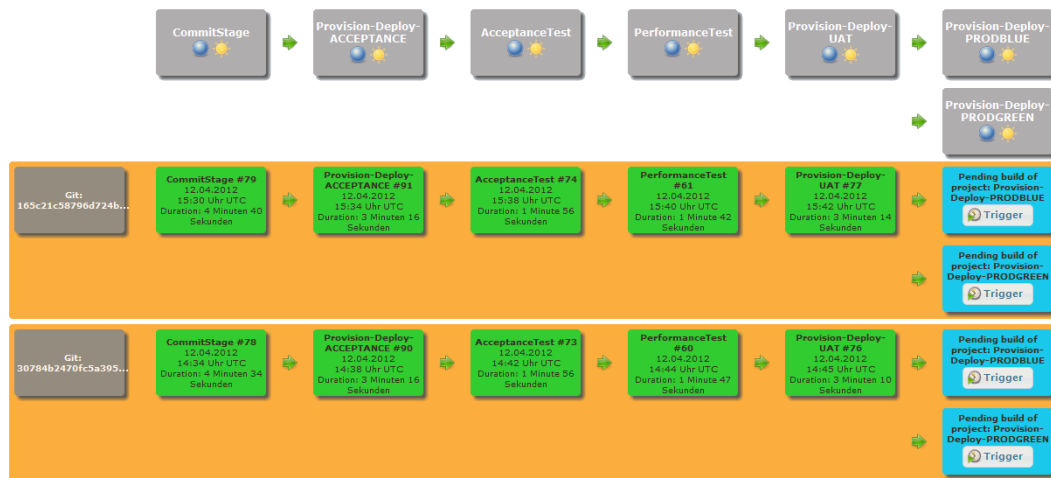 CommitStage
Provision-Deploy-
ACCEPTANCE
AcceptanceTest
PerformanceTest
Provision-Deploy-
UAT
Provision-Deploy-
PRODBLUE
Provision-Deploy-
PRODGREEN
Git:
165c21c58796d724b...
CommitStage #79
12.04.2012
15:30 Uhr UTC
Duration: 4 Minuten 40
Sekunden
Provision-Deploy-
ACCEPTANCE #91
12.04.2012
15:34 Uhr UTC
Duration: 3 Minuten 16
Sekunden
AcceptanceTest #74
12.04.2012
15:38 Uhr UTC
Duration: 1 Minute 56
Sekunden
PerformanceTest
#61
12.04.2012
15:40 Uhr UTC
Duration: 1 Minute 42
Sekunden
Provision-Deploy-
UAT #77
12.04.2012
15:42 Uhr UTC
Duration: 3 Minuten 14
Sekunden
Pending build of
project: Provision-
Deploy-PRODBLUE
Trigger
Pending build of
project: Provision-
Deploy-PRODGREEN
Trigger
Git:
30784b2470fc5a395...
CommitStage #78
12.04.2012
14:34 Uhr UTC
Duration: 4 Minuten 34
Sekunden
Provision-Deploy-
ACCEPTANCE #90
12.04.2012
14:38 Uhr UTC
Duration: 3 Minuten 16
Sekunden
AcceptanceTest #73
12.04.2012
14:42 Uhr UTC
Duration: 1 Minute 56
Sekunden
PerformanceTest
#60
12.04.2012
14:44 Uhr UTC
Duration: 1 Minute 47
Sekunden
Provision-Deploy-
UAT #76
12.04.2012
14:45 Uhr UTC
Duration: 3 Minuten 10
Sekunden
Pending build of
project: Provision-
Deploy-PRODBLUE
Trigger
Pending build of
project: Provision-
Deploy-PRODGREEN
Trigger